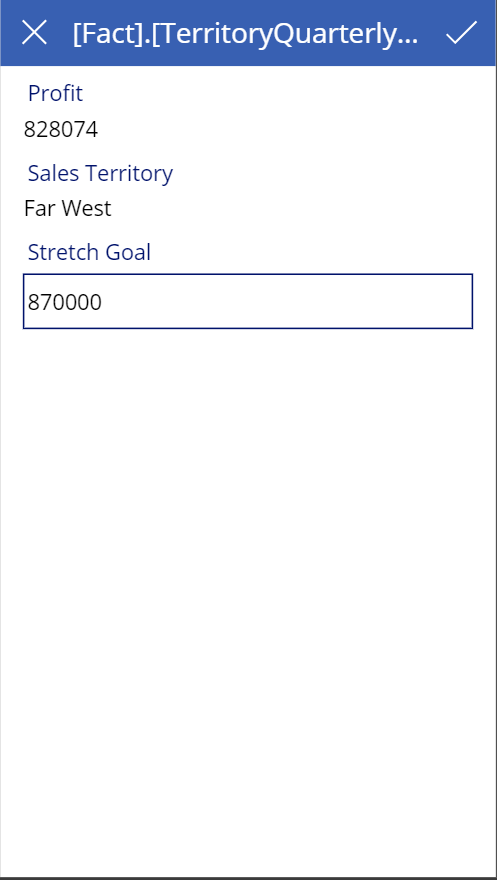 [Fact].[TerritoryQuarterly...
Profit
828074
Sales Territory
Far West
Stretch Goal
870000